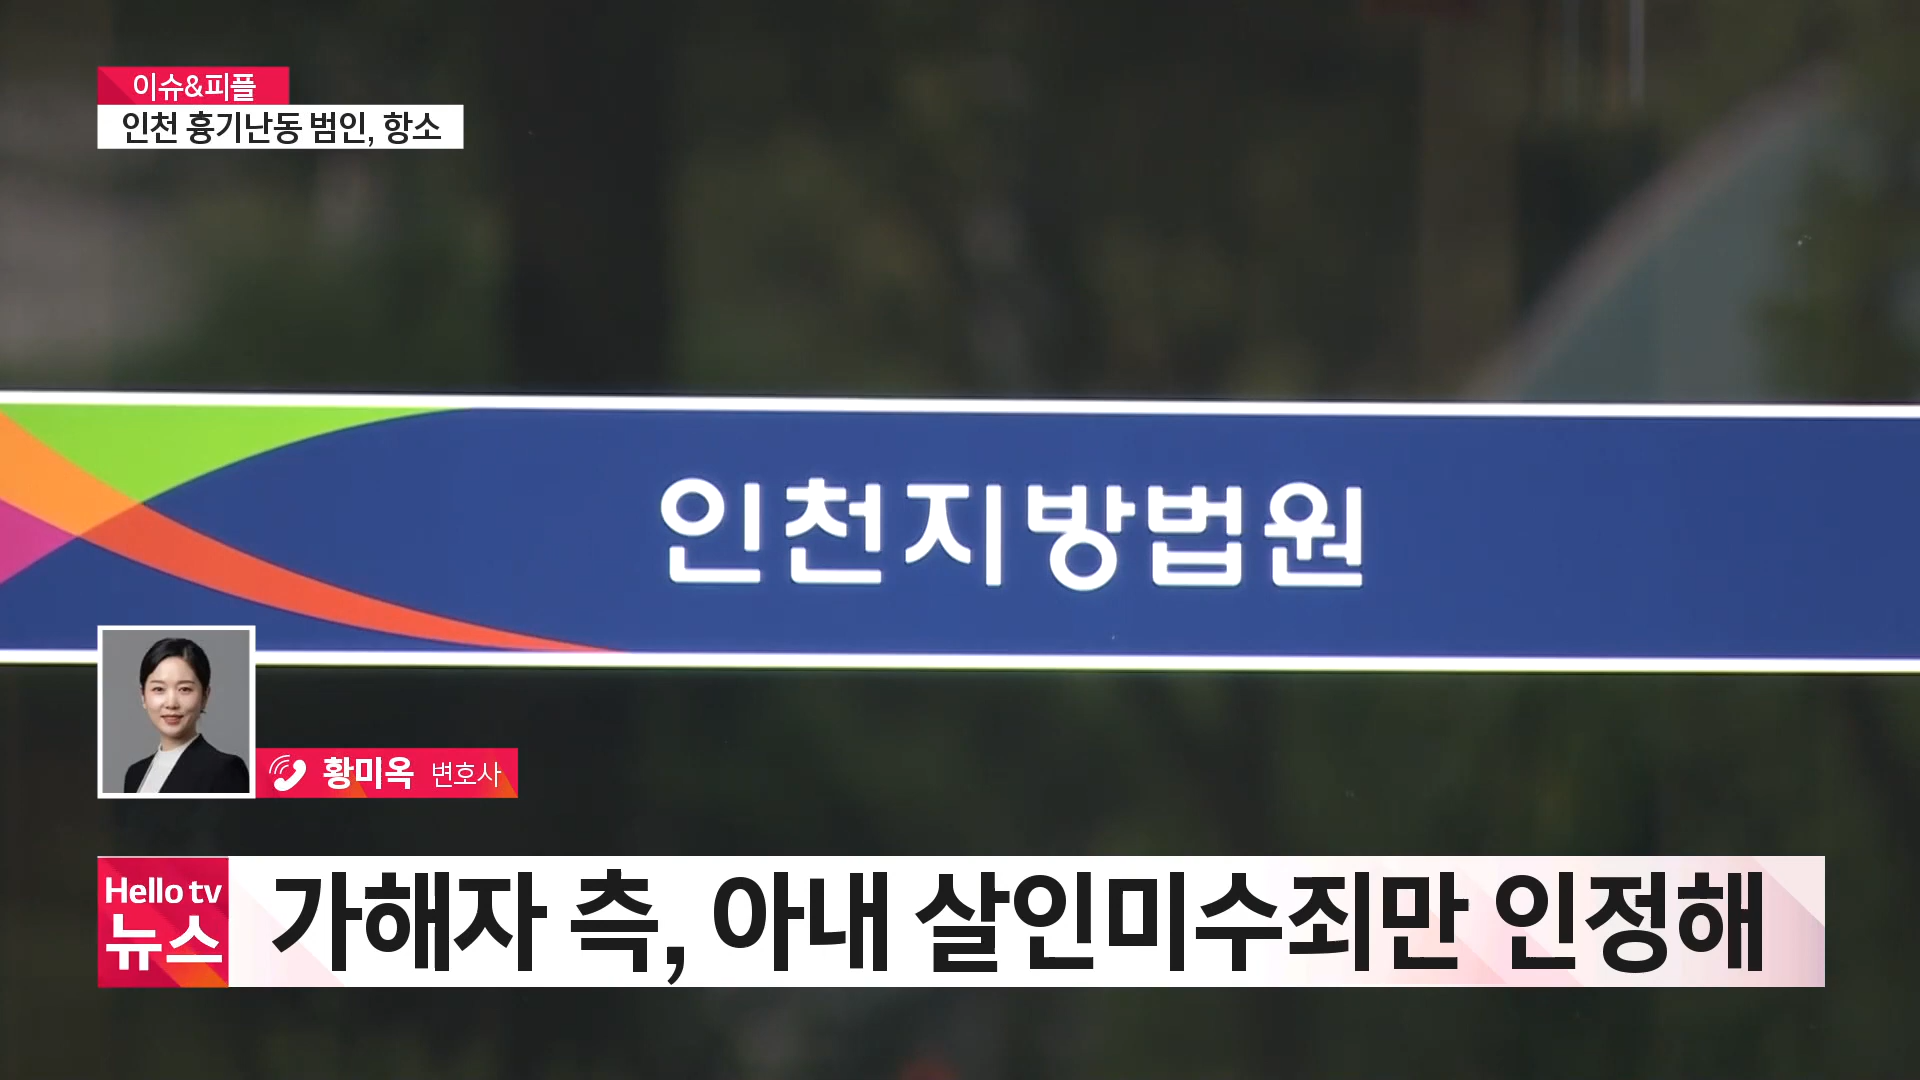 이슈&피플
인천 흉기난동 범인, 항소
인천지방법원
황미옥 변호사
Hello tv
뉴스
가해자 측, 아내 살인미수죄만 인정해